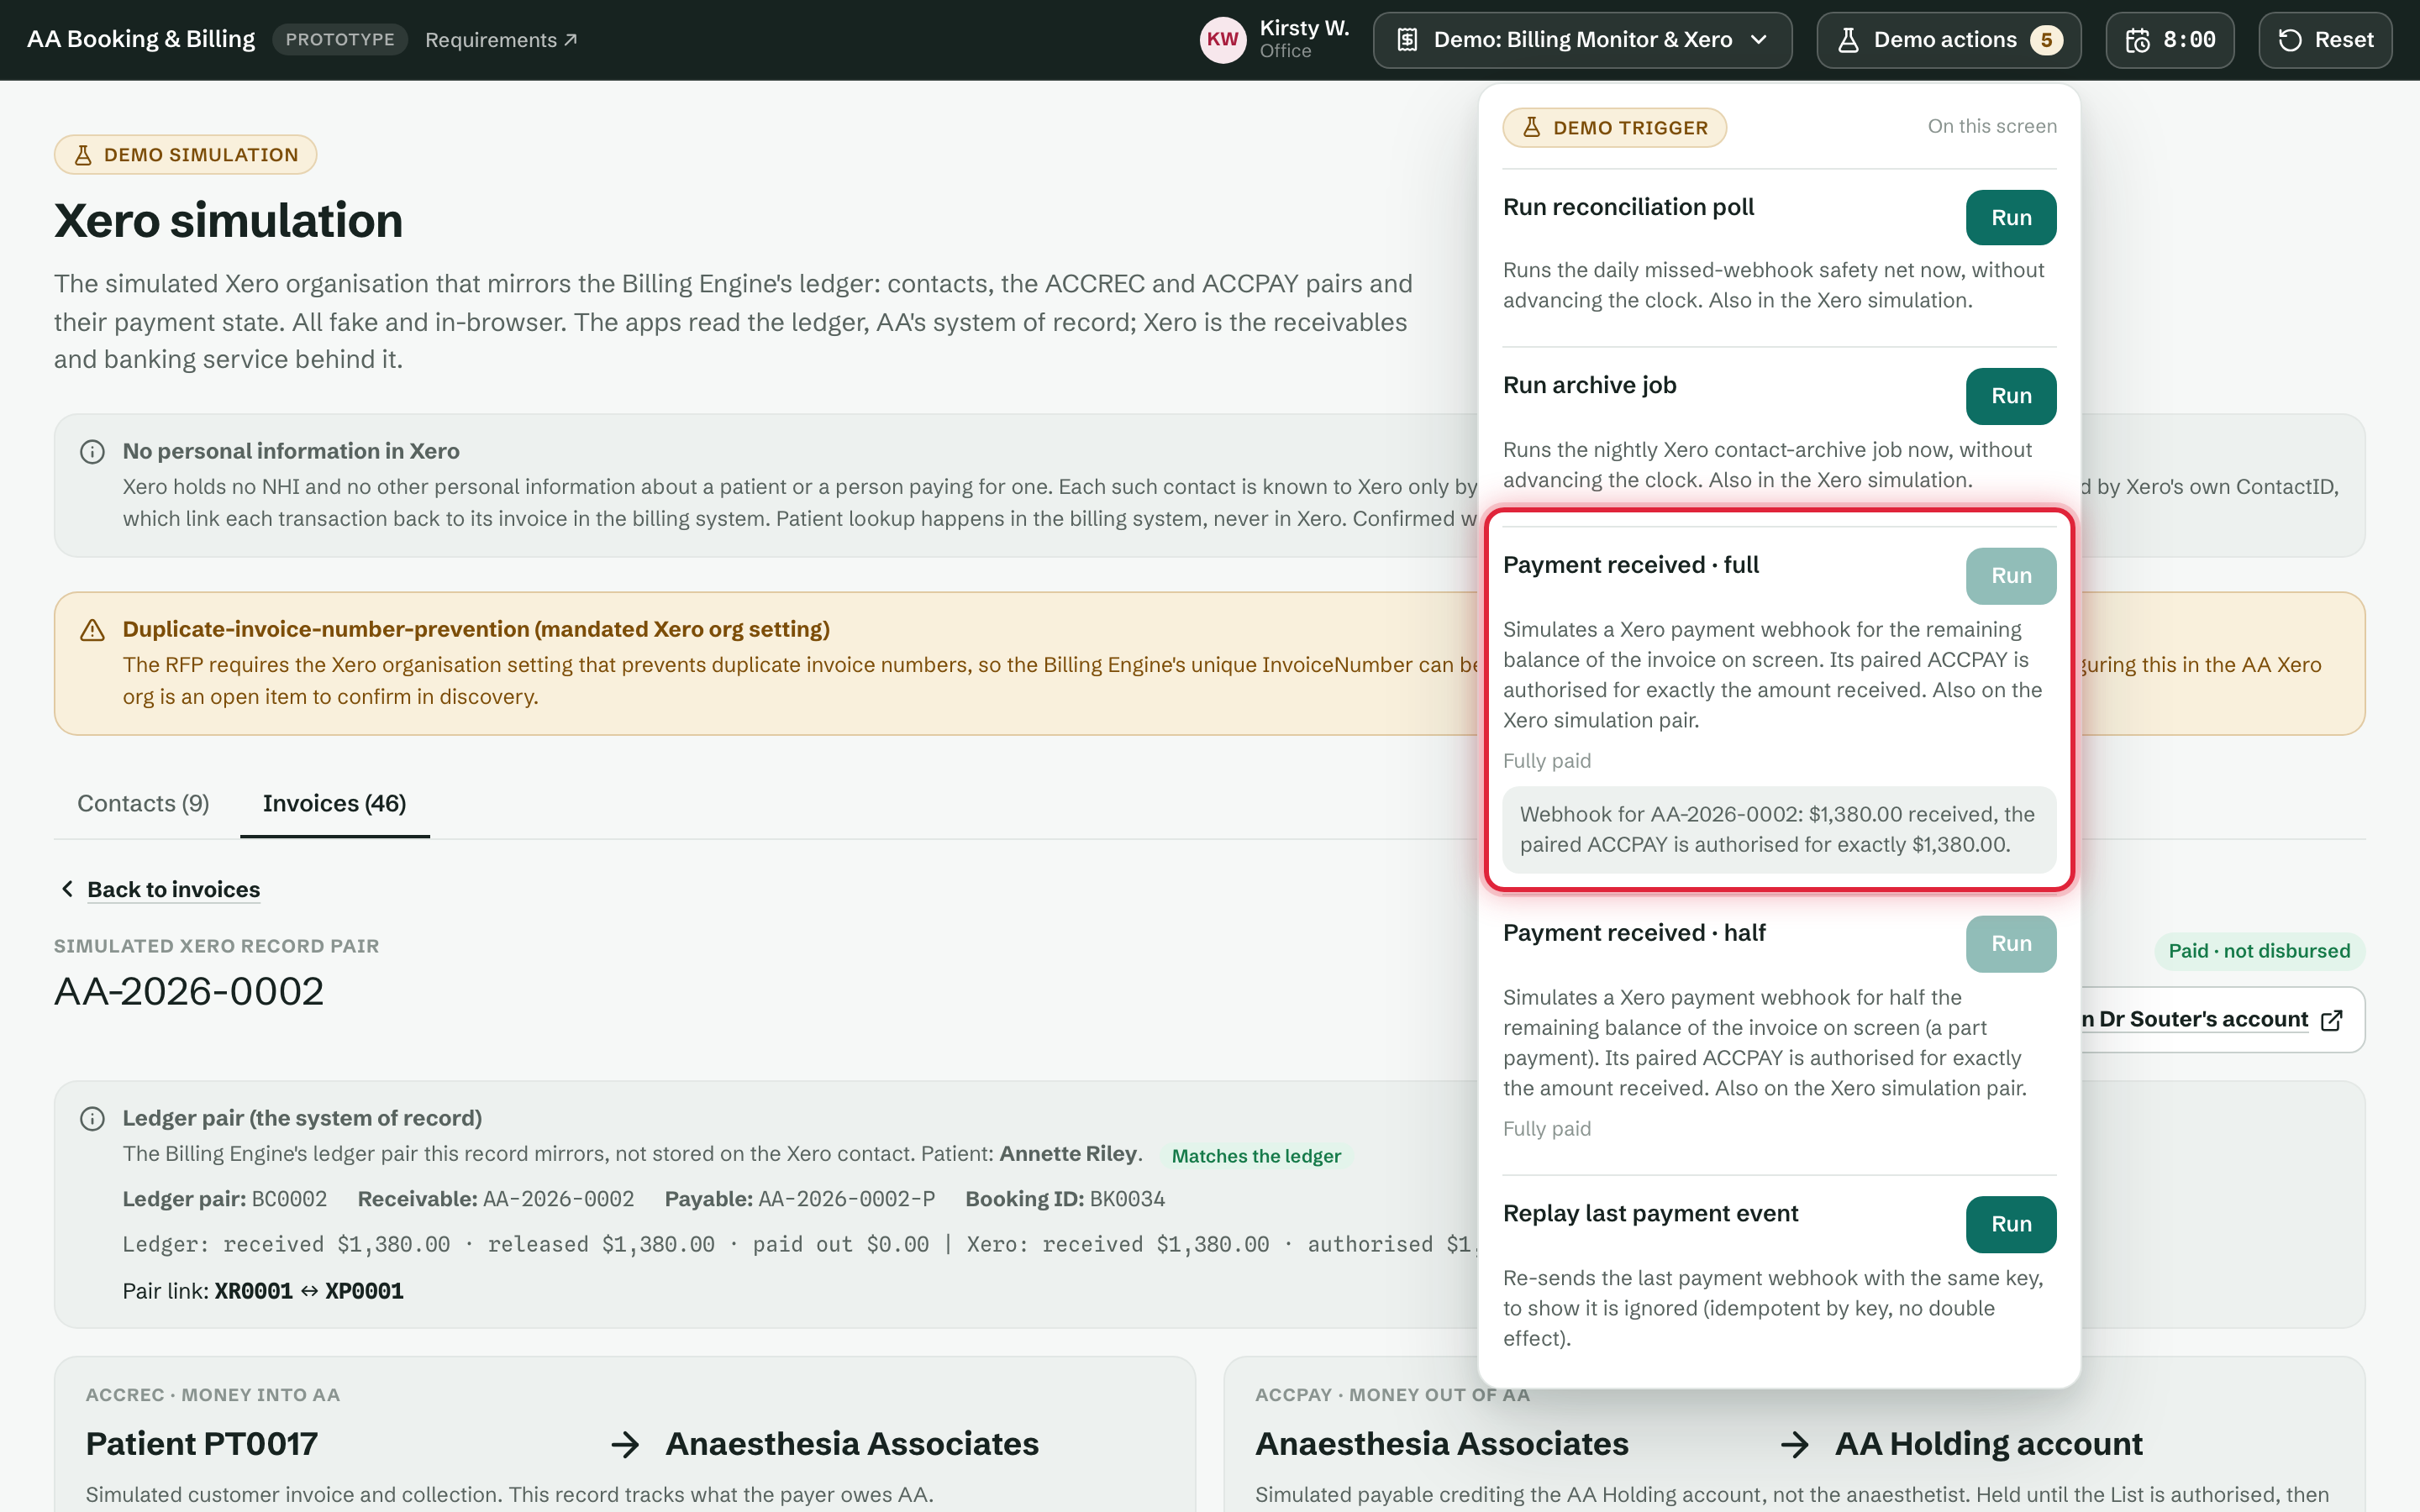 AA Booking & Billing
PROTOTYPE
Requirements
KW
Kirsty W.
Office
Demo: Billing Monitor & Xero
Demo actions 5
8:00
Reset
DEMO SIMULATION
Xero simulation
The simulated Xero organisation that mirrors the Billing Engine's ledger: contacts, the ACCREC and ACCPAY pairs and
their payment state. All fake and in-browser. The apps read the ledger, AA's system of record; Xero is the receivables
and banking service behind it.
No personal information in Xero
Xero holds no NHI and no other personal information about a patient or a person paying for one. Each such contact is known to Xero only by
d by Xero's own ContactID,
which link each transaction back to its invoice in the billing system. Patient lookup happens in the billing system, never in Xero. Confirmed w
Duplicate-invoice-number-prevention (mandated Xero org setting)
The RFP requires the Xero organisation setting that prevents duplicate invoice numbers, so the Billing Engine's unique InvoiceNumber can be
guring this in the AA Xero
org is an open item to confirm in discovery.
Contacts (9)
Invoices (46)
Back to invoices
SIMULATED XERO RECORD PAIR
AA-2026-0002
Paid · not disbursed
n Dr Souter's account
Ledger pair (the system of record)
The Billing Engine's ledger pair this record mirrors, not stored on the Xero contact. Patient: Annette Riley. Matches the ledger
Ledger pair: BC0002 Receivable: AA-2026-0002 Payable: AA-2026-0002-P Booking ID: BK0034
Ledger: received $1,380.00 · released $1,380.00 · paid out $0.00 | Xero: received $1,380.00 · authorised $1,
Pair link: XR0001 ↔ XP0001
ACCREC · MONEY INTO AA
Patient PT0017 → Anaesthesia Associates
Simulated customer invoice and collection. This record tracks what the payer owes AA.
ACCPAY · MONEY OUT OF AA
Anaesthesia Associates → AA Holding account
Simulated payable crediting the AA Holding account, not the anaesthetist. Held until the List is authorised, then
DEMO TRIGGER
On this screen
Run reconciliation poll
Run
Runs the daily missed-webhook safety net now, without
advancing the clock. Also in the Xero simulation.
Run archive job
Run
Runs the nightly Xero contact-archive job now, without
advancing the clock. Also in the Xero simulation.
Payment received · full
Run
Simulates a Xero payment webhook for the remaining
balance of the invoice on screen. Its paired ACCPAY is
authorised for exactly the amount received. Also on the
Xero simulation pair.
Fully paid
Webhook for AA-2026-0002: $1,380.00 received, the
paired ACCPAY is authorised for exactly $1,380.00.
Payment received · half
Run
Simulates a Xero payment webhook for half the
remaining balance of the invoice on screen (a part
payment). Its paired ACCPAY is authorised for exactly
the amount received. Also on the Xero simulation pair.
Fully paid
Replay last payment event
Run
Re-sends the last payment webhook with the same key,
to show it is ignored (idempotent by key, no double
effect).